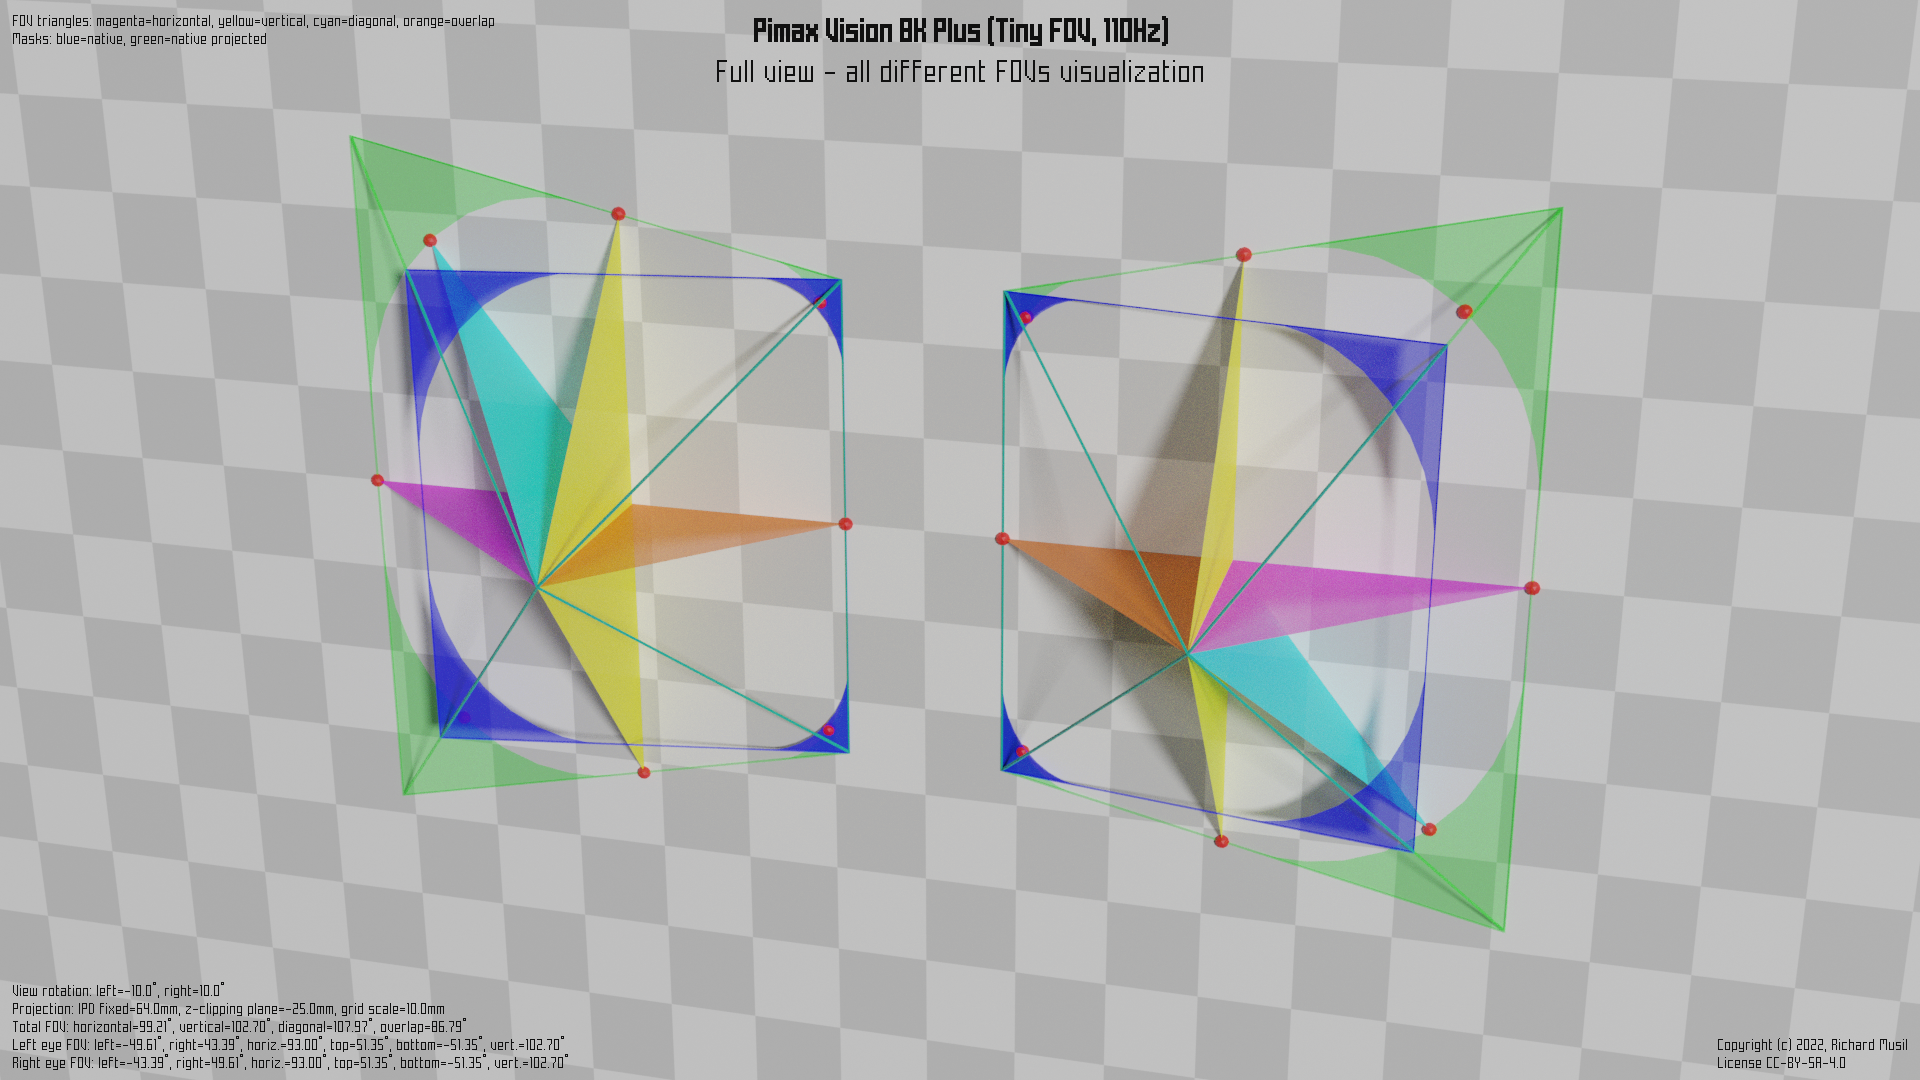 FOV triangles: magenta=horizontal, yellow=vertical, cyan=diagonal, orange=overlap
Masks: blue=native, green=native projected
Pimax Vision 8K Plus (Tiny FOV, 110Hz)
Full view - all different FOVs visualization
View rotation: left=-10.0°, right=10.0°
Projection: IPD fixed=64.0mm, z-clipping plane=-25.0mm, grid scale=10.0mm
Total FOV: horizontal=99.21°, vertical=102.70°, diagonal=107.97°, overlap=86.79°
Left eye FOV: left=-49.61°, right=43.39°, horiz.=93.00°, top=51.35°, bottom=-51.35°, vert.=102.70°
Right eye FOV: left=-43.39°, right=49.61°, horiz.=93.00°, top=51.35°, bottom=-51.35°, vert.=102.70°
Copyright (c) 2022, Richard Musil
License CC-BY-SA-4.0